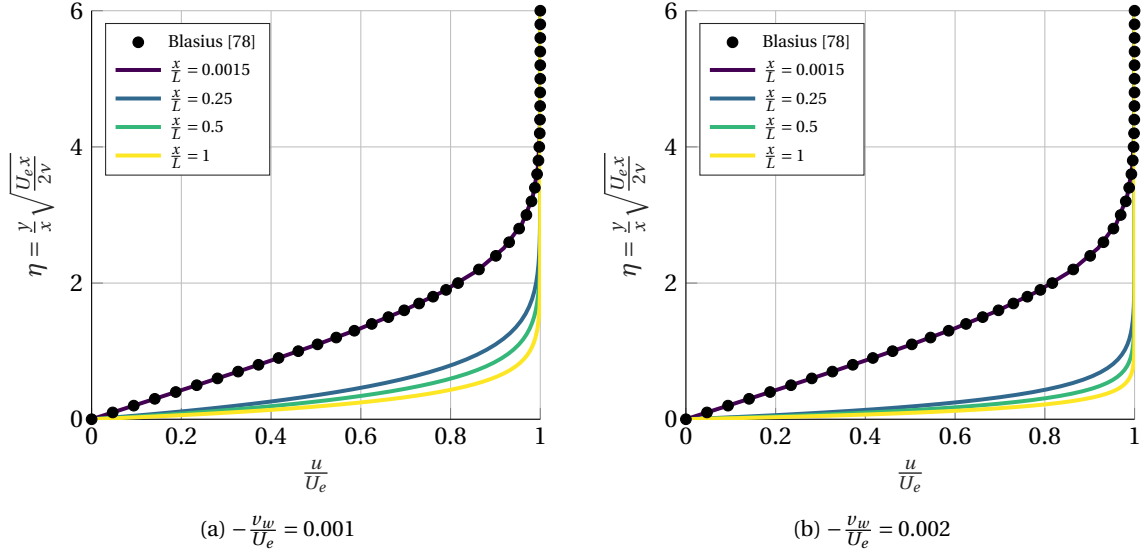 6
4
2
0
0
0.2
0.4
0.6
0.8
1
η = y/x √(U_e x / 2ν)
u/U_e
Blasius [78]
x/L = 0.0015
x/L = 0.25
x/L = 0.5
x/L = 1
(a) − v_w/U_e = 0.001
6
4
2
0
0
0.2
0.4
0.6
0.8
1
η = y/x √(U_e x / 2ν)
u/U_e
Blasius [78]
x/L = 0.0015
x/L = 0.25
x/L = 0.5
x/L = 1
(b) − v_w/U_e = 0.002